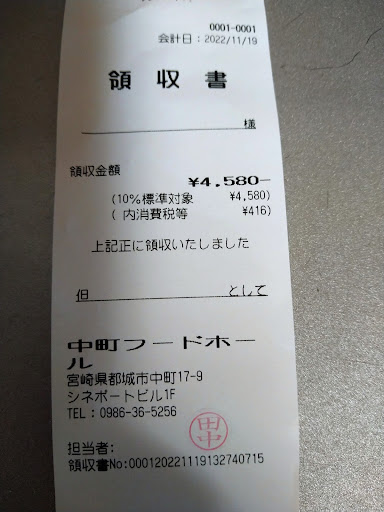 0001-0001
会計日：2022/11/19
領 収 書
様
領収金額
¥4,580-
(10%標準対象 ¥4,580)
( 内消費税等 ¥416)
上記正に領収いたしました
但 として
中町フードホー
ル
宮崎県都城市中町17-9
シネポートビル1F
TEL：0986-36-5256
田中
担当者:
領収書No:000120221119132740715